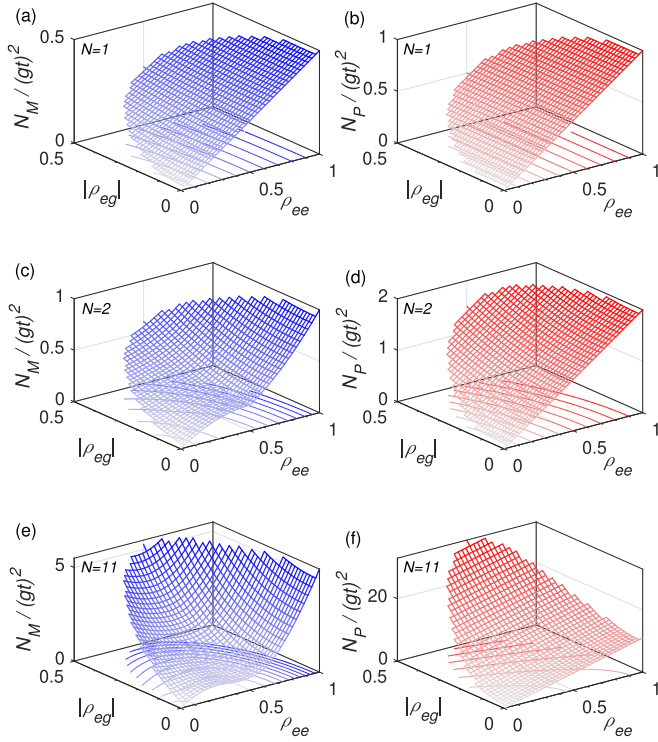 (a)
N=1
N_M / (gt)^2
0.5
0
0.5
|ρ_eg|
0
0
0.5
1
ρ_ee
(b)
N=1
N_P / (gt)^2
1
0.5
0
0.5
|ρ_eg|
0
0
0.5
1
ρ_ee
(c)
N=2
N_M / (gt)^2
1
0.5
0
0.5
|ρ_eg|
0
0
0.5
1
ρ_ee
(d)
N=2
N_P / (gt)^2
2
1
0
0.5
|ρ_eg|
0
0
0.5
1
ρ_ee
(e)
N=11
N_M / (gt)^2
5
0
0.5
|ρ_eg|
0
0
0.5
1
ρ_ee
(f)
N=11
N_P / (gt)^2
20
0
0.5
|ρ_eg|
0
0
0.5
1
ρ_ee